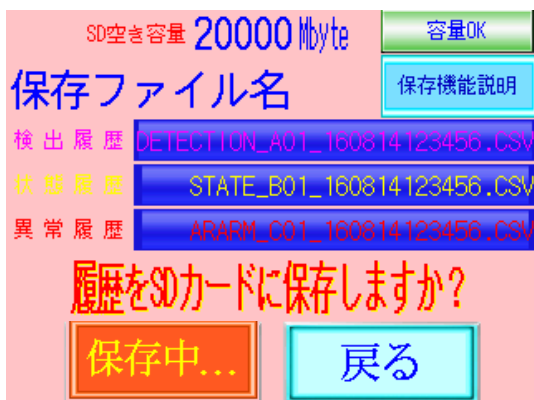 SD空き容量 20000 Mbyte 容量OK
保存ファイル名 保存機能説明
検出履歴 DETECTION_A01_160814123456.CSV
状態履歴 STATE_B01_160814123456.CSV
異常履歴 ARARM_C01_160814123456.CSV
履歴をSDカードに保存しますか?
保存中... 戻る